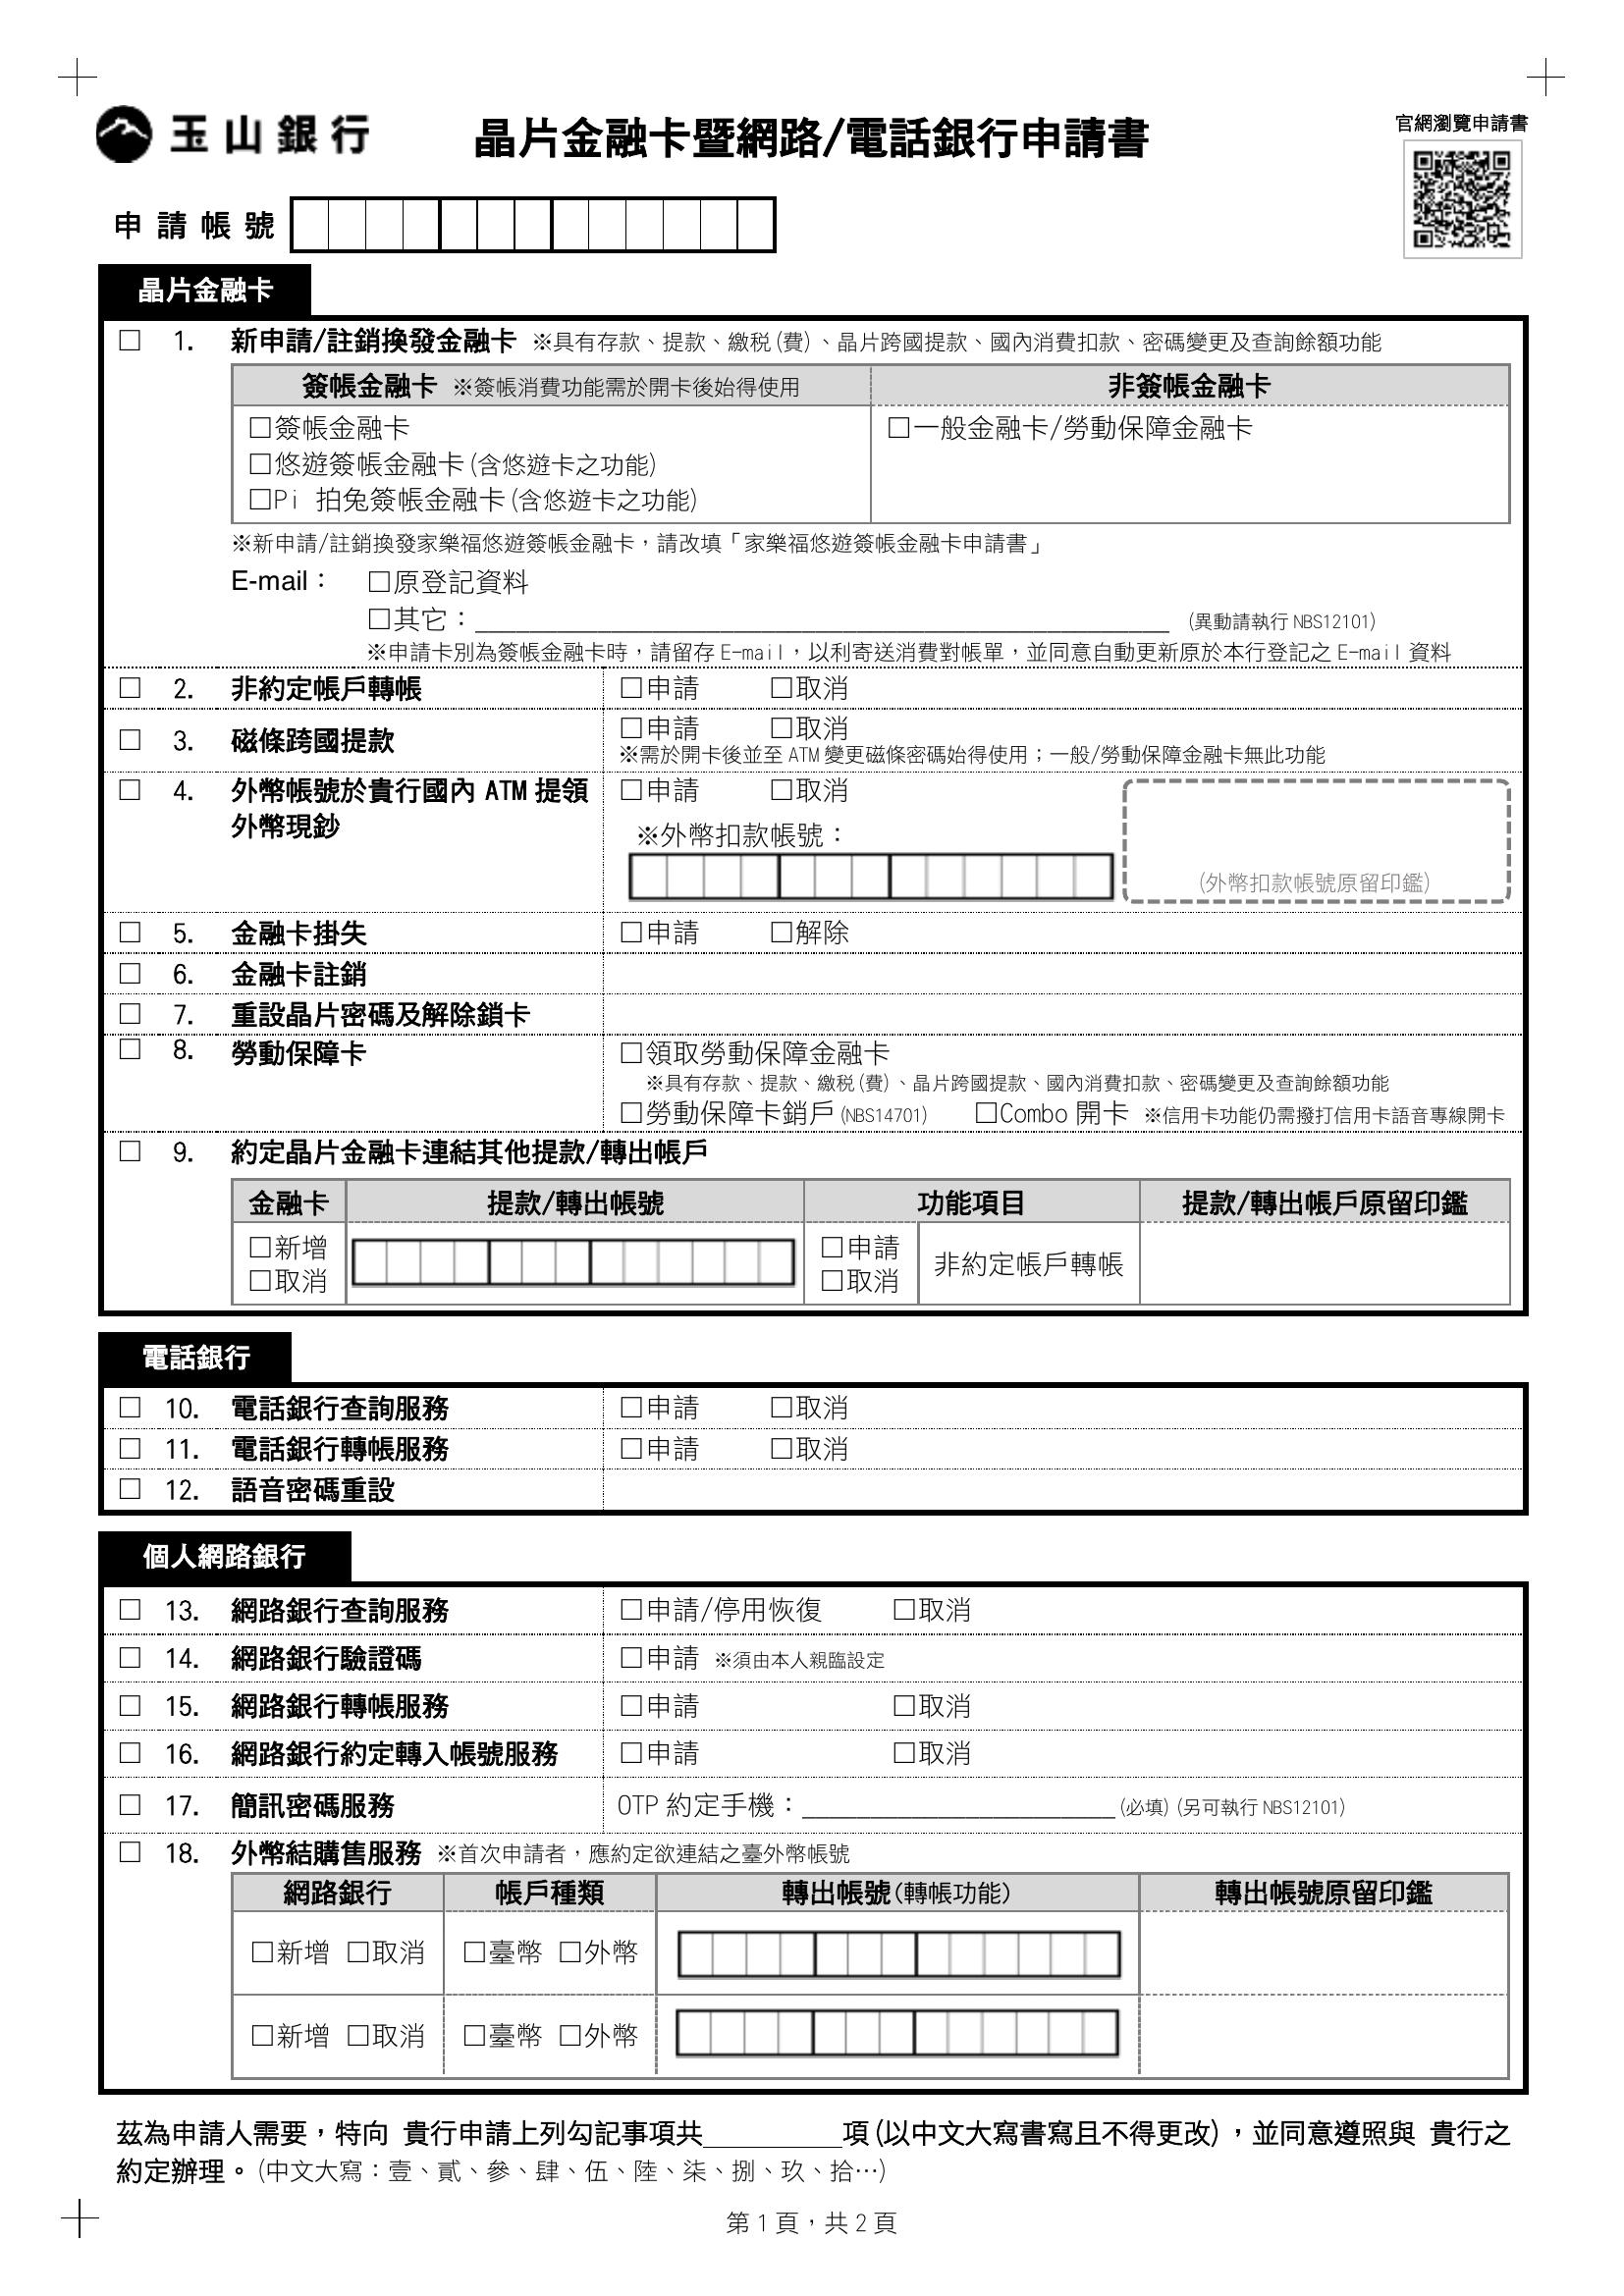 玉山銀行
晶片金融卡暨網路/電話銀行申請書
官網瀏覽申請書
申請帳號
晶片金融卡
□ 1. 新申請/註銷換發金融卡 ※具有存款、提款、繳稅(費)、晶片跨國提款、國內消費扣款、密碼變更及查詢餘額功能
簽帳金融卡 ※簽帳消費功能需於開卡後始得使用 非簽帳金融卡
□簽帳金融卡 □一般金融卡/勞動保障金融卡
□悠遊簽帳金融卡(含悠遊卡之功能)
□Pi 拍兔簽帳金融卡(含悠遊卡之功能)
※新申請/註銷換發家樂福悠遊簽帳金融卡，請改填「家樂福悠遊簽帳金融卡申請書」
E-mail： □原登記資料
□其它：____________ (異動請執行 NBS12101)
※申請卡別為簽帳金融卡時，請留存 E-mail，以利寄送消費對帳單，並同意自動更新原於本行登記之 E-mail 資料
□ 2. 非約定帳戶轉帳 □申請 □取消
□ 3. 磁條跨國提款 □申請 □取消
※需於開卡後並至 ATM 變更磁條密碼始得使用；一般/勞動保障金融卡無此功能
□ 4. 外幣帳號於貴行國內 ATM 提領 □申請 □取消
外幣現鈔
※外幣扣款帳號：
(外幣扣款帳號原留印鑑)
□ 5. 金融卡掛失 □申請 □解除
□ 6. 金融卡註銷
□ 7. 重設晶片密碼及解除鎖卡
□ 8. 勞動保障卡 □領取勞動保障金融卡
※具有存款、提款、繳稅(費)、晶片跨國提款、國內消費扣款、密碼變更及查詢餘額功能
□勞動保障卡銷戶(NBS14701) □Combo 開卡 ※信用卡功能仍需撥打信用卡語音專線開卡
□ 9. 約定晶片金融卡連結其他提款/轉出帳戶
金融卡 提款/轉出帳號 功能項目 提款/轉出帳戶原留印鑑
□新增 □申請
非約定帳戶轉帳
□取消 □取消
電話銀行
□ 10. 電話銀行查詢服務 □申請 □取消
□ 11. 電話銀行轉帳服務 □申請 □取消
□ 12. 語音密碼重設
個人網路銀行
□ 13. 網路銀行查詢服務 □申請/停用恢復 □取消
□ 14. 網路銀行驗證碼 □申請 ※須由本人親臨設定
□ 15. 網路銀行轉帳服務 □申請 □取消
□ 16. 網路銀行約定轉入帳號服務 □申請 □取消
□ 17. 簡訊密碼服務 OTP 約定手機：____________(必填)(另可執行 NBS12101)
□ 18. 外幣結購售服務 ※首次申請者，應約定欲連結之臺外幣帳號
網路銀行 帳戶種類 轉出帳號(轉帳功能) 轉出帳號原留印鑑
□新增 □取消 □臺幣 □外幣
□新增 □取消 □臺幣 □外幣
茲為申請人需要，特向 貴行申請上列勾記事項共________項(以中文大寫書寫且不得更改)，並同意遵照與 貴行之
約定辦理。(中文大寫：壹、貳、參、肆、伍、陸、柒、捌、玖、拾…)
第 1 頁，共 2 頁